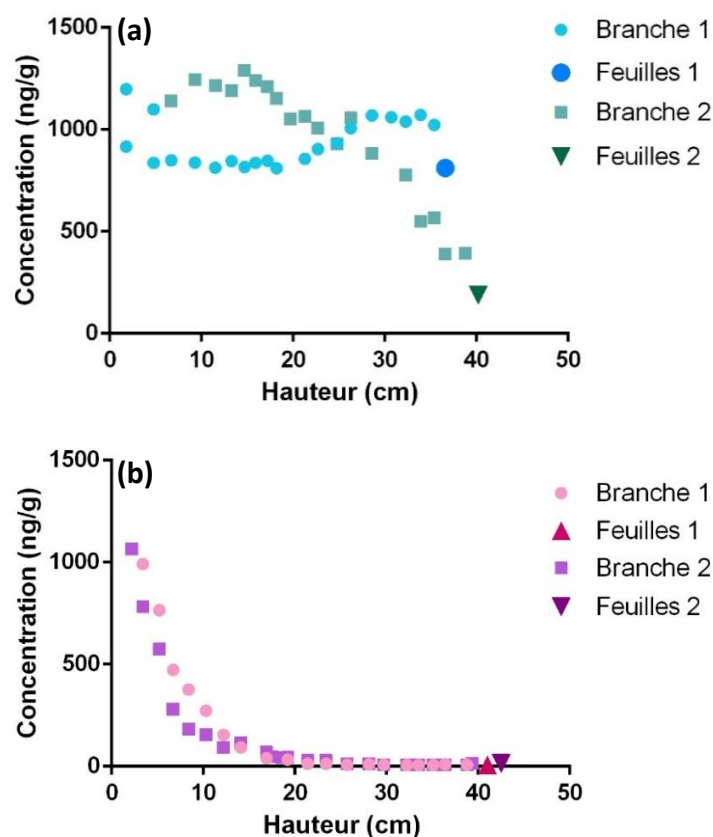 (a)
Branche 1
Feuilles 1
Branche 2
Feuilles 2
Concentration (ng/g)
1500
1000
500
0
0 10 20 30 40 50
Hauteur (cm)
(b)
Branche 1
Feuilles 1
Branche 2
Feuilles 2
Concentration (ng/g)
1500
1000
500
0
0 10 20 30 40 50
Hauteur (cm)